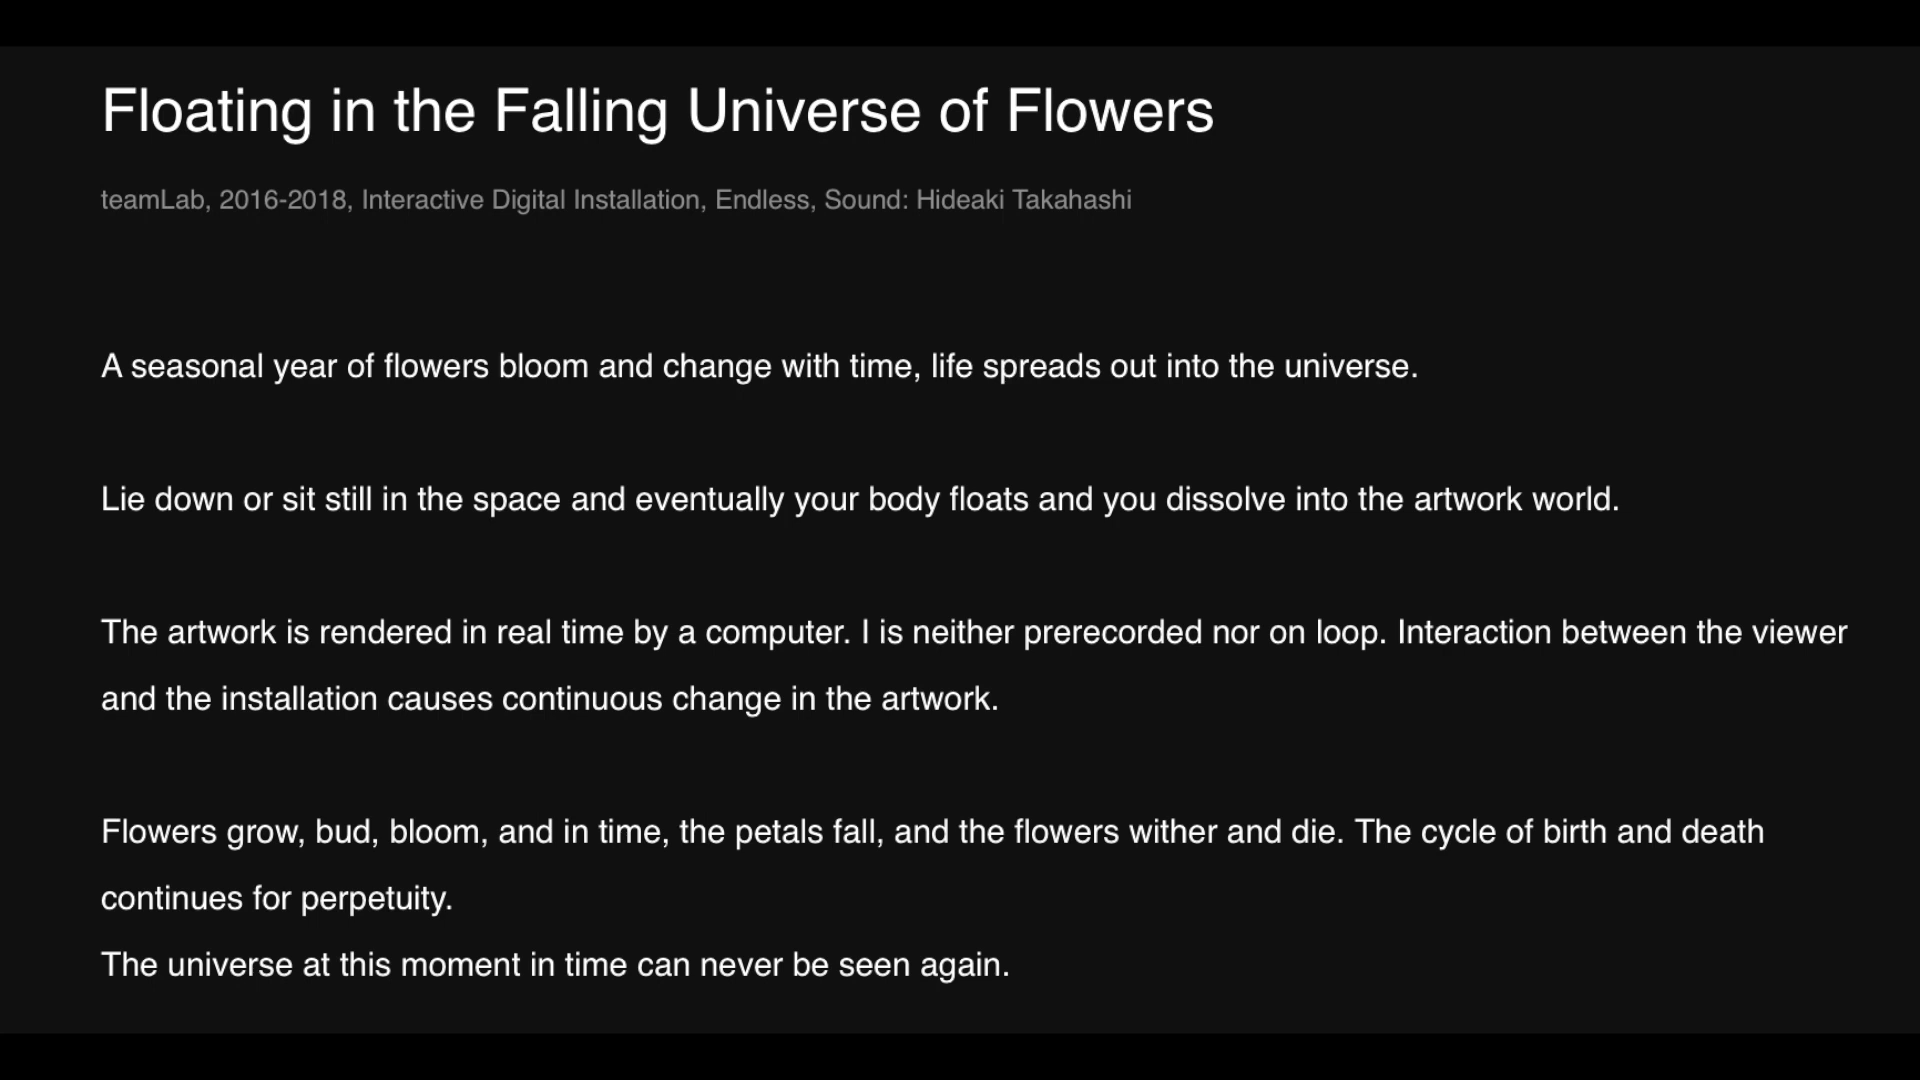 Floating in the Falling Universe of Flowers
teamLab, 2016-2018, Interactive Digital Installation, Endless, Sound: Hideaki Takahashi
A seasonal year of flowers bloom and change with time, life spreads out into the universe.
Lie down or sit still in the space and eventually your body floats and you dissolve into the artwork world.
The artwork is rendered in real time by a computer. I is neither prerecorded nor on loop. Interaction between the viewer
and the installation causes continuous change in the artwork.
Flowers grow, bud, bloom, and in time, the petals fall, and the flowers wither and die. The cycle of birth and death
continues for perpetuity.
The universe at this moment in time can never be seen again.